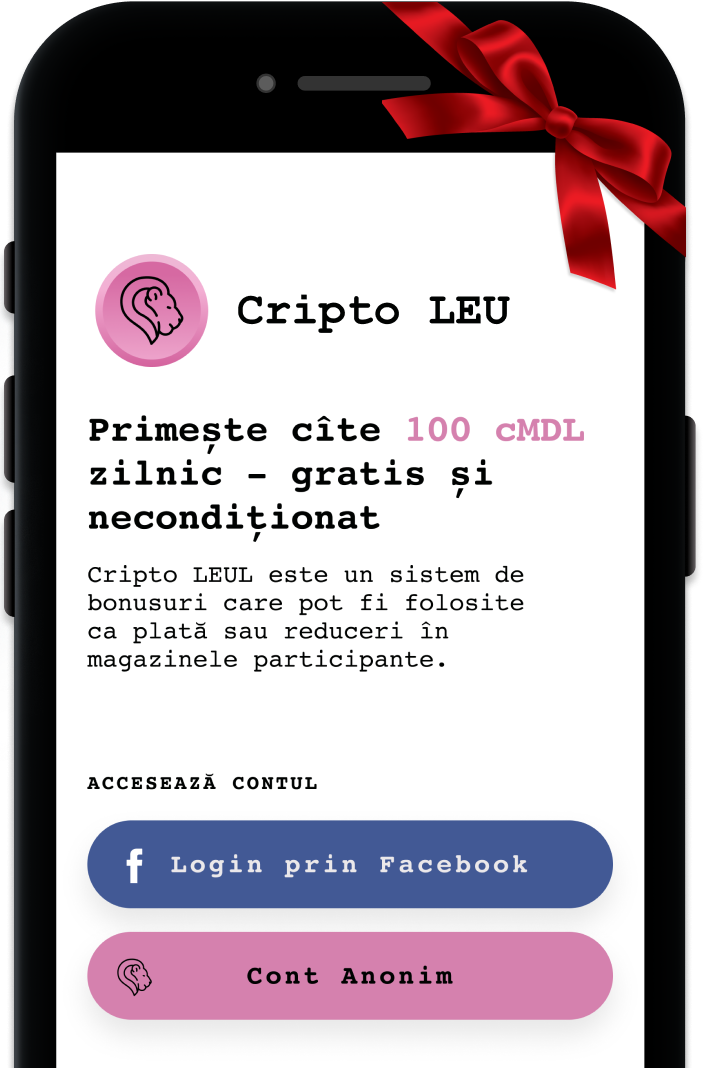 Cripto LEU
Primește cîte 100 cMDL
zilnic – gratis și
necondiționat
Cripto LEUL este un sistem de
bonusuri care pot fi folosite
ca plată sau reduceri în
magazinele participante.
ACCESEAZĂ CONTUL
f Login prin Facebook
Cont Anonim